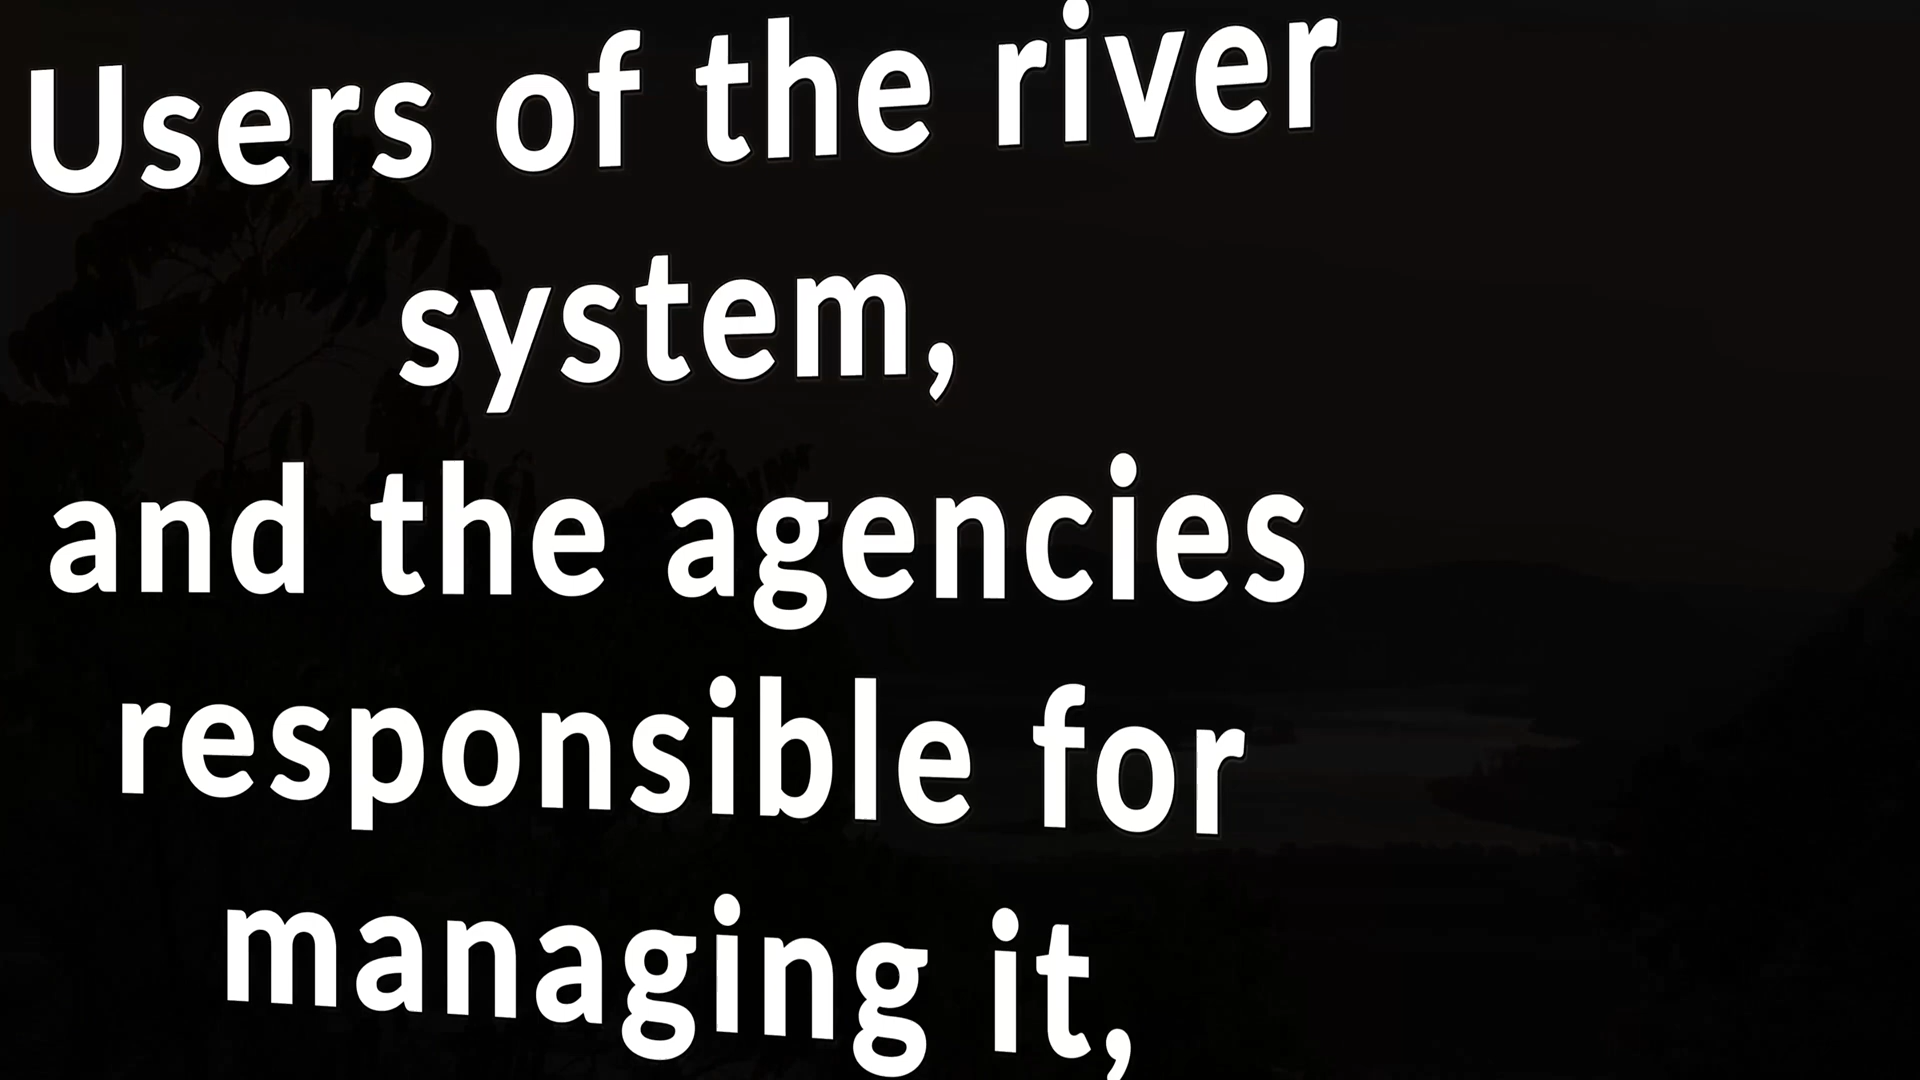 Users of the river
system,
and the agencies
responsible for
managing it,